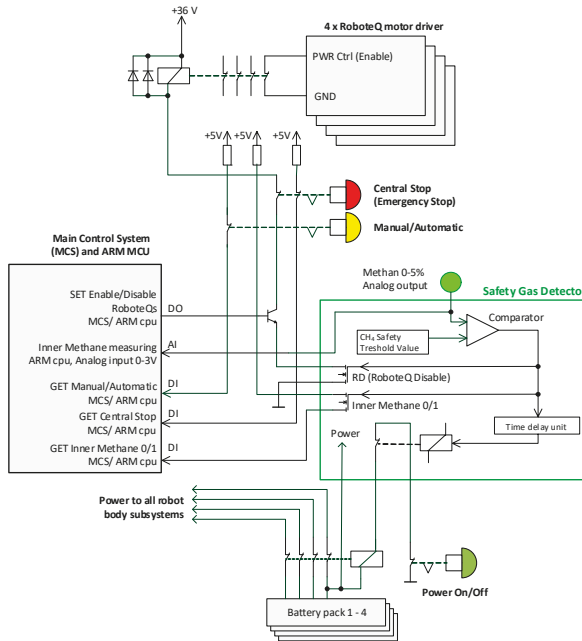 +36 V
4 x RoboteQ motor driver
PWR Ctrl (Enable)
GND
+5V
+5V
+5V
Central Stop
(Emergency Stop)
Manual/Automatic
Main Control System
(MCS) and ARM MCU
SET Enable/Disable
RoboteQs
MCS/ ARM cpu
DO
Inner Methane measuring
ARM cpu, Analog input 0-3V
AI
GET Manual/Automatic
MCS/ ARM cpu
DI
GET Central Stop
MCS/ ARM cpu
DI
GET Inner Methane 0/1
MCS/ ARM cpu
DI
Methan 0-5%
Analog output
Safety Gas Detector
Comparator
CH₄ Safety
Treshold Value
RD (RoboteQ Disable)
Inner Methane 0/1
Time delay unit
Power
Power to all robot
body subsystems
Power On/Off
Battery pack 1 - 4